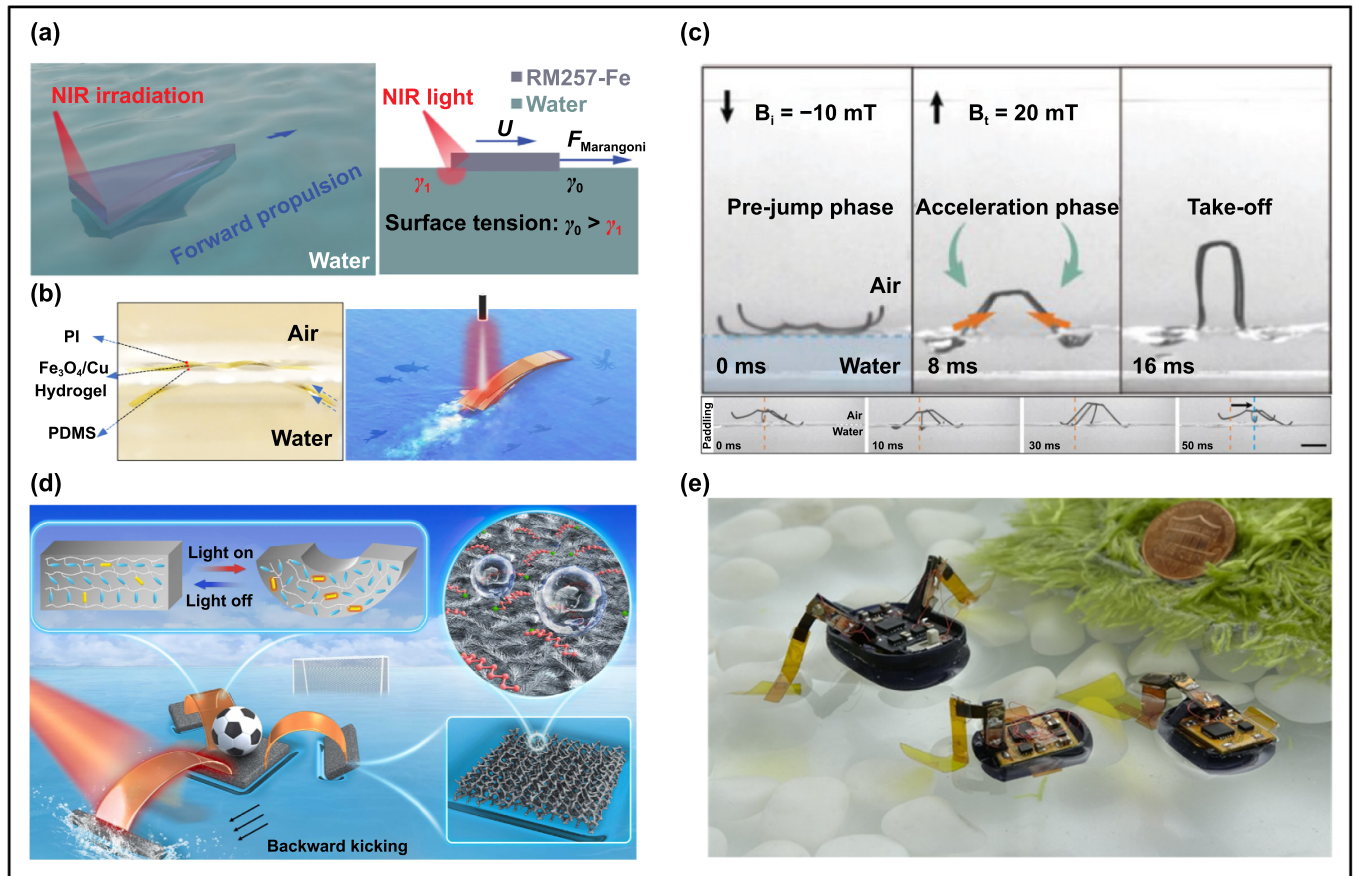 (a)
NIR irradiation
Forward propulsion
Water
NIR light
RM257-Fe
Water
U
F_Marangoni
γ₁
γ₀
Surface tension: γ₀ > γ₁
(b)
PI
Fe₃O₄/Cu
Hydrogel
PDMS
Air
Water
(c)
Bᵢ = −10 mT
Bₜ = 20 mT
Pre-jump phase
Acceleration phase
Take-off
Air
Water
0 ms
8 ms
16 ms
Paddling
Air
Water
0 ms
10 ms
30 ms
50 ms
(d)
Light on
Light off
Backward kicking
(e)